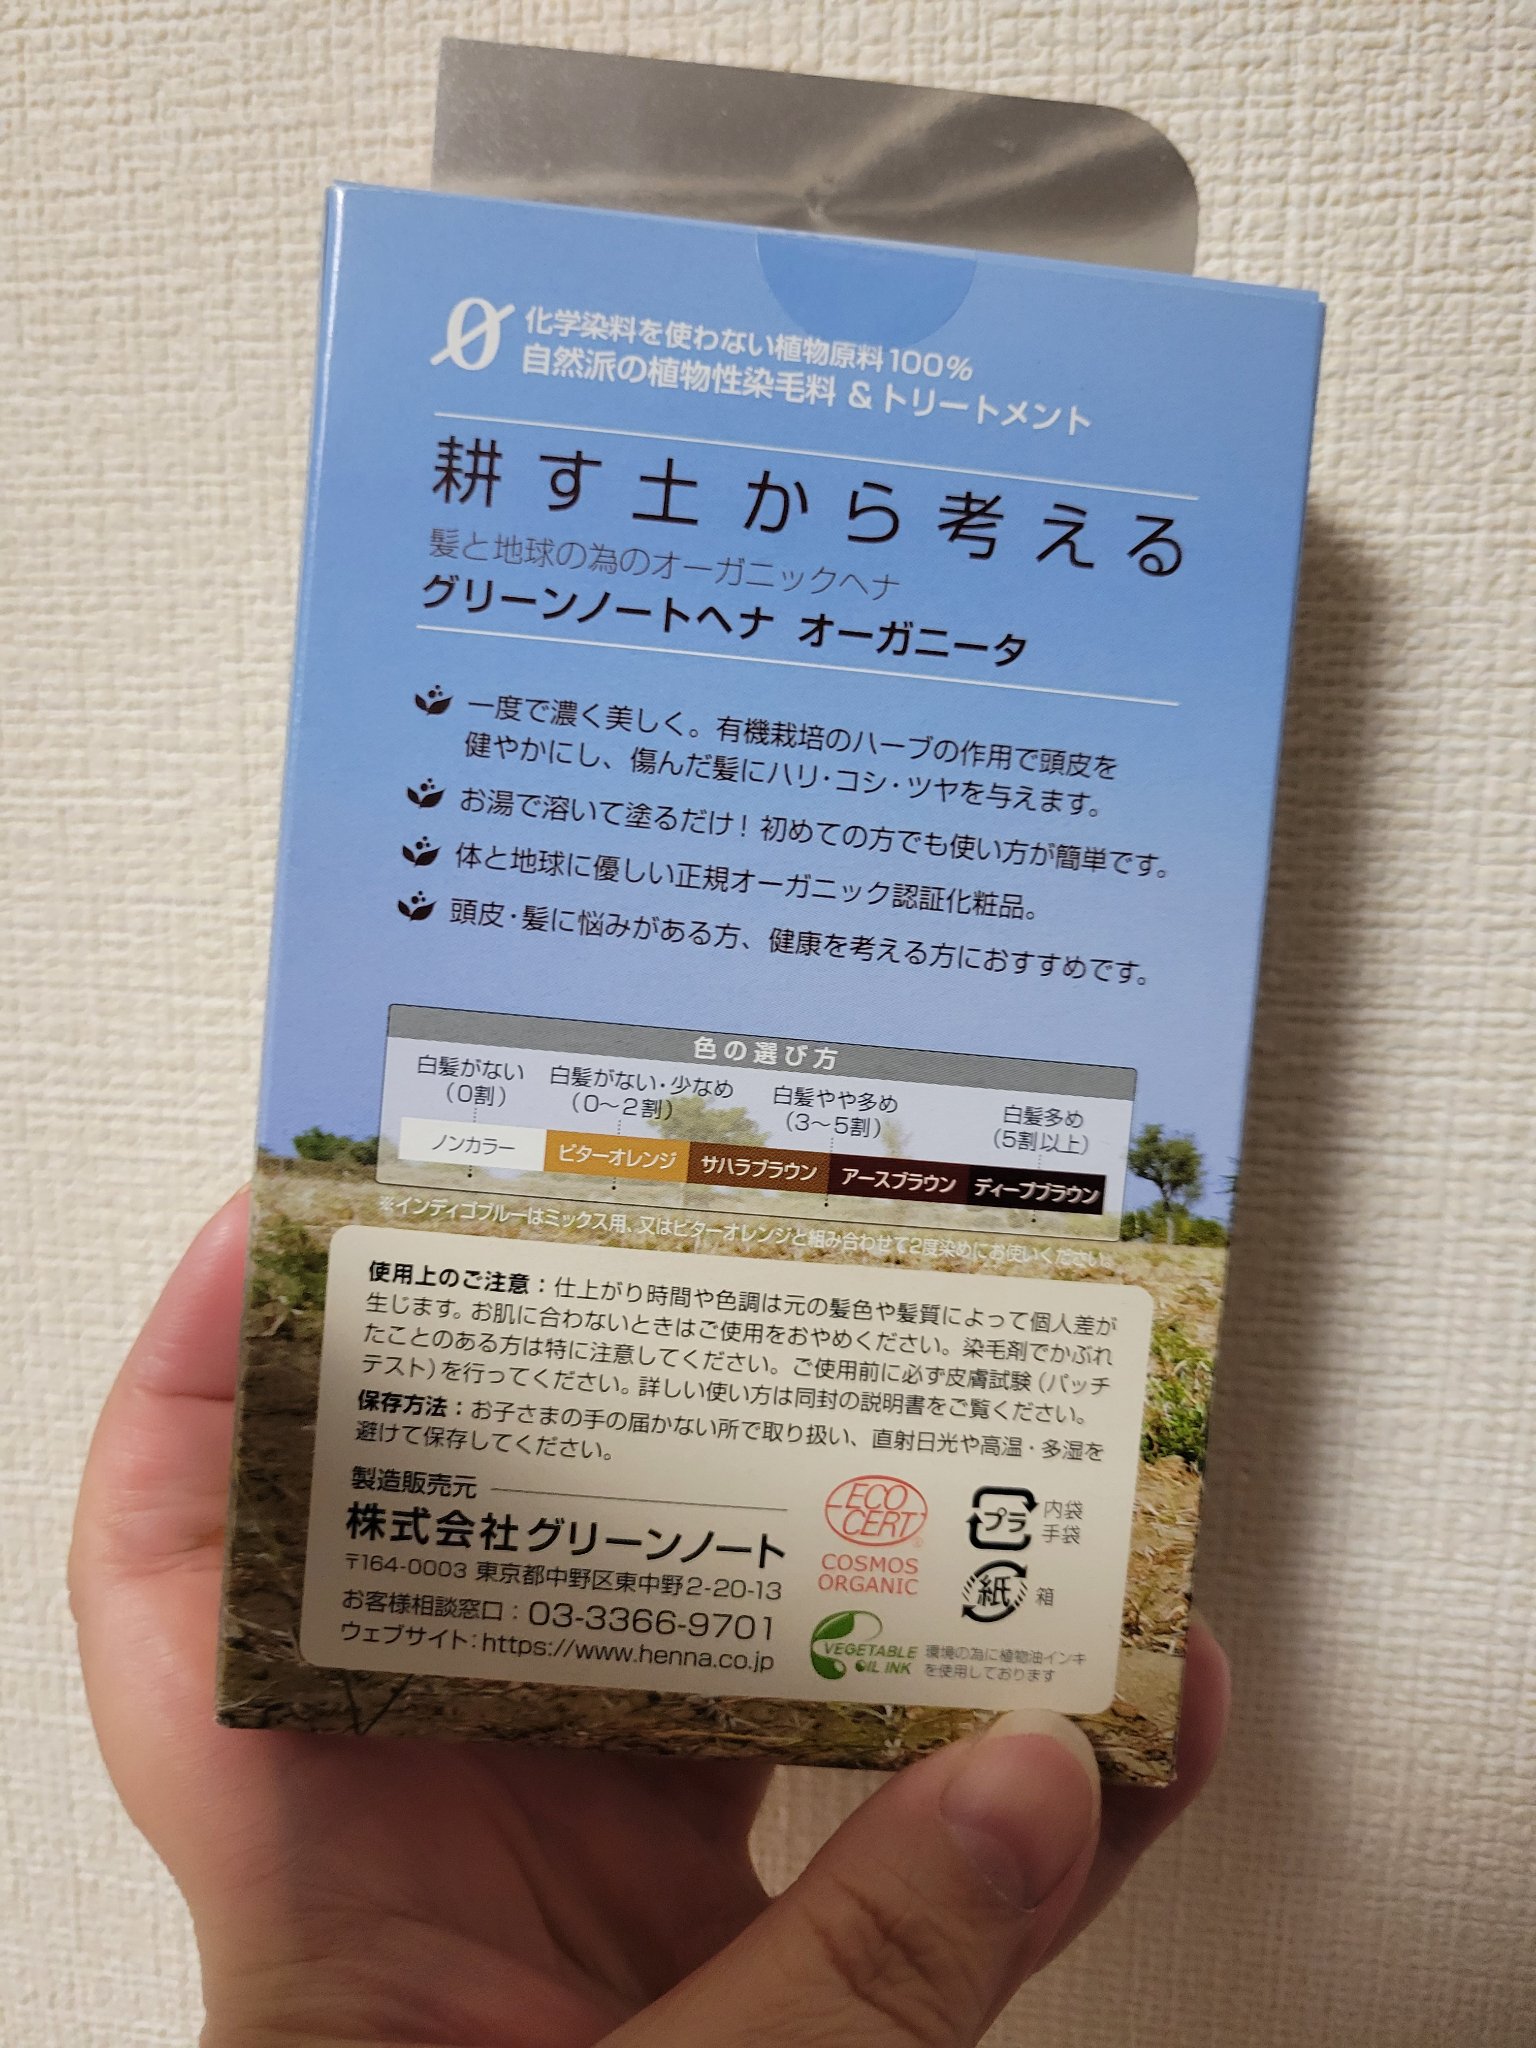 0 化学染料を使わない植物原料100%
自然派の植物性染毛料 & トリートメント
耕す土から考える
髪と地球の為のオーガニックヘナ
グリーンノートヘナ オーガニータ
一度で濃く美しく。有機栽培のハーブの作用で頭皮を
健やかにし、傷んだ髪にハリ・コシ・ツヤを与えます。
お湯で溶いて塗るだけ！初めての方でも使い方が簡単です。
体と地球に優しい正規オーガニック認証化粧品。
頭皮・髪に悩みがある方、健康を考える方におすすめです。
色の選び方
白髪がない 白髪がない・少なめ 白髪やや多め 白髪多め
(0割) (0〜2割) (3〜5割) (5割以上)
ノンカラー ビターオレンジ サハラブラウン アースブラウン ディープブラウン
※インディゴブルーはミックス用、又はビターオレンジと組み合わせて2度染めにお使いください。
使用上のご注意：仕上がり時間や色調は元の髪色や髪質によって個人差が
生じます。お肌に合わないときはご使用をおやめください。染毛剤でかぶれ
たことのある方は特に注意してください。ご使用前に必ず皮膚試験（パッチ
テスト）を行ってください。詳しい使い方は同封の説明書をご覧ください。
保存方法：お子さまの手の届かない所で取り扱い、直射日光や高温・多湿を
避けて保存してください。
製造販売元
株式会社グリーンノート
〒164-0003 東京都中野区東中野2-20-13
お客様相談窓口：03-3366-9701
ウェブサイト：https://www.henna.co.jp
ECO
CERT®
COSMOS
ORGANIC
プラ 内袋
手袋
紙 箱
VEGETABLE
OIL INK
環境の為に植物油インキ
を使用しております